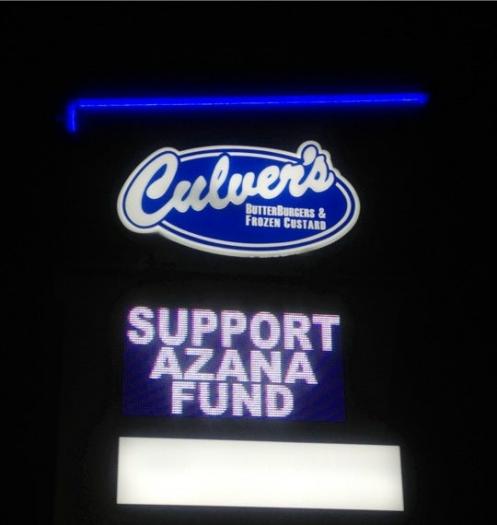 Culver's
ButterBurgers &
Frozen Custard
SUPPORT
AZANA
FUND